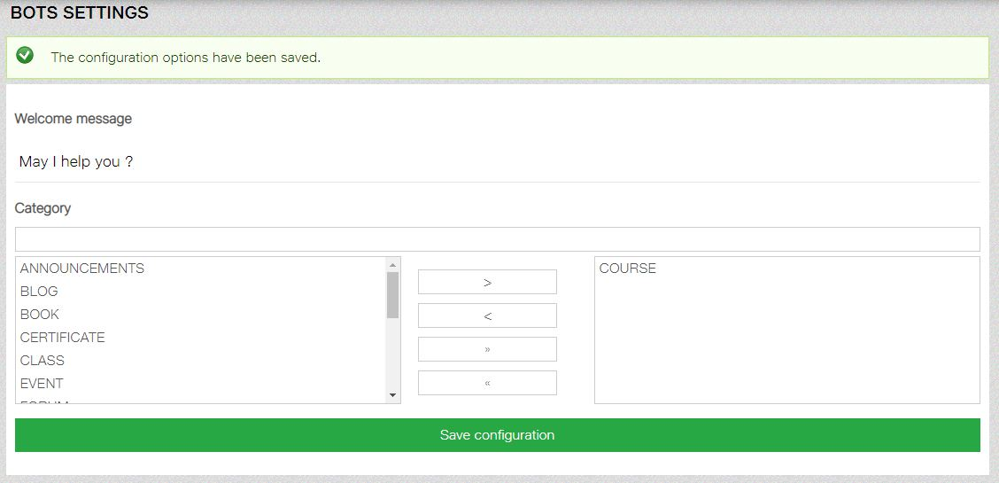 BOTS SETTINGS
The configuration options have been saved.
Welcome message
May I help you ?
Category
ANNOUNCEMENTS
BLOG
BOOK
CERTIFICATE
CLASS
EVENT
>
<
»
«
COURSE
Save configuration